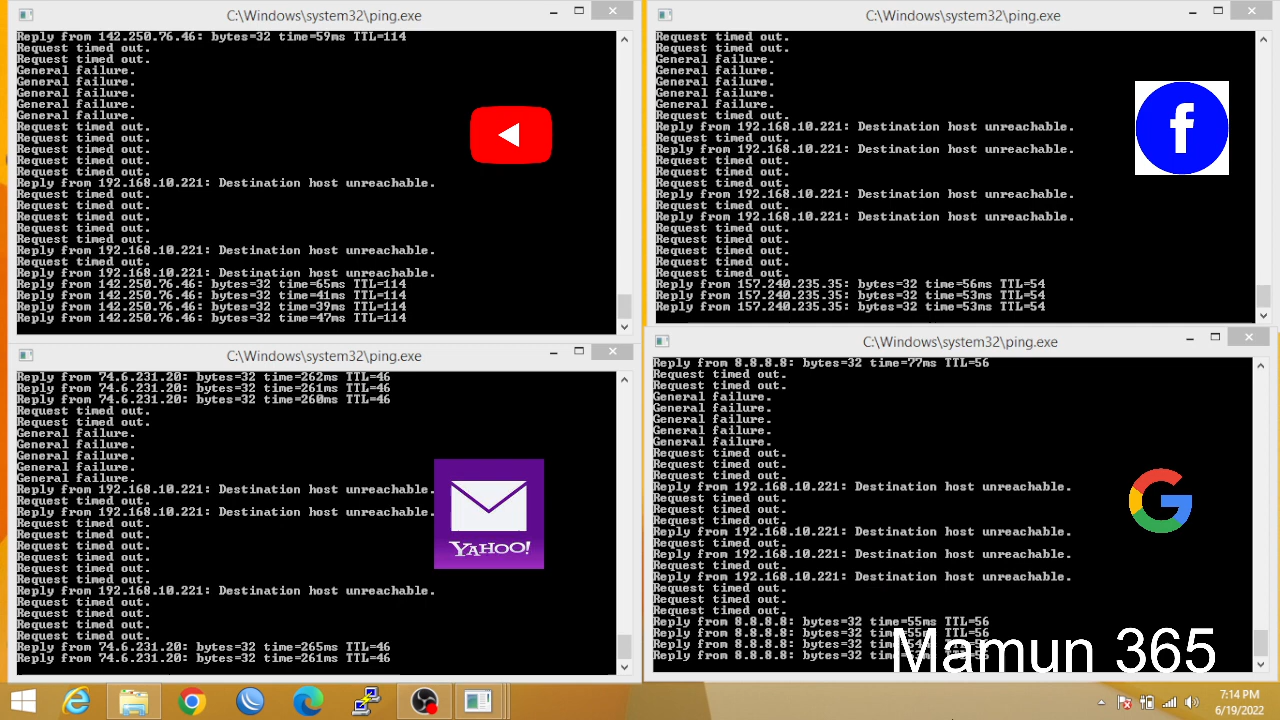 C:\Windows\system32\ping.exe
Reply from 142.250.76.46: bytes=32 time=59ms TTL=114
Request timed out.
Request timed out.
General failure.
General failure.
General failure.
General failure.
General failure.
Request timed out.
Request timed out.
Request timed out.
Request timed out.
Request timed out.
Reply from 192.168.10.221: Destination host unreachable.
Request timed out.
Request timed out.
Request timed out.
Request timed out.
Request timed out.
Reply from 192.168.10.221: Destination host unreachable.
Request timed out.
Reply from 192.168.10.221: Destination host unreachable.
Reply from 142.250.76.46: bytes=32 time=65ms TTL=114
Reply from 142.250.76.46: bytes=32 time=41ms TTL=114
Reply from 142.250.76.46: bytes=32 time=39ms TTL=114
Reply from 142.250.76.46: bytes=32 time=47ms TTL=114
C:\Windows\system32\ping.exe
Request timed out.
Request timed out.
General failure.
General failure.
General failure.
General failure.
General failure.
Request timed out.
Reply from 192.168.10.221: Destination host unreachable.
Request timed out.
Reply from 192.168.10.221: Destination host unreachable.
Request timed out.
Request timed out.
Request timed out.
Reply from 192.168.10.221: Destination host unreachable.
Request timed out.
Reply from 192.168.10.221: Destination host unreachable.
Request timed out.
Request timed out.
Request timed out.
Request timed out.
Request timed out.
Reply from 157.240.235.35: bytes=32 time=56ms TTL=54
Reply from 157.240.235.35: bytes=32 time=53ms TTL=54
Reply from 157.240.235.35: bytes=32 time=53ms TTL=54
f
C:\Windows\system32\ping.exe
Reply from 74.6.231.20: bytes=32 time=262ms TTL=46
Reply from 74.6.231.20: bytes=32 time=261ms TTL=46
Reply from 74.6.231.20: bytes=32 time=260ms TTL=46
Request timed out.
Request timed out.
General failure.
General failure.
General failure.
General failure.
General failure.
Reply from 192.168.10.221: Destination host unreachable.
Request timed out.
Reply from 192.168.10.221: Destination host unreachable.
Request timed out.
Request timed out.
Request timed out.
Request timed out.
Request timed out.
Request timed out.
Reply from 192.168.10.221: Destination host unreachable.
Request timed out.
Request timed out.
Request timed out.
Request timed out.
Reply from 74.6.231.20: bytes=32 time=265ms TTL=46
Reply from 74.6.231.20: bytes=32 time=261ms TTL=46
YAHOO!
C:\Windows\system32\ping.exe
Reply from 8.8.8.8: bytes=32 time=77ms TTL=56
Request timed out.
Request timed out.
General failure.
General failure.
General failure.
General failure.
General failure.
Request timed out.
Request timed out.
Request timed out.
Reply from 192.168.10.221: Destination host unreachable.
Request timed out.
Request timed out.
Request timed out.
Reply from 192.168.10.221: Destination host unreachable.
Request timed out.
Reply from 192.168.10.221: Destination host unreachable.
Request timed out.
Reply from 192.168.10.221: Destination host unreachable.
Request timed out.
Request timed out.
Request timed out.
Reply from 8.8.8.8: bytes=32 time=55ms TTL=56
Reply from 8.8.8.8: bytes=32 TTL=56
Reply from 8.8.8.8: bytes=32
Reply from 8.8.8.8: bytes=32
G
Mamun 365
7:14 PM
6/19/2022